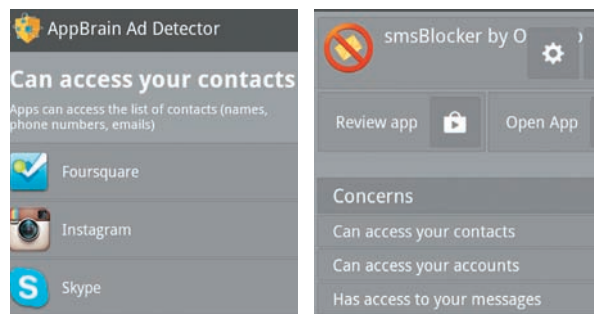 AppBrain Ad Detector
Can access your contacts
Apps can access the list of contacts (names,
phone numbers, emails)
Foursquare
Instagram
Skype
smsBlocker by O
Review app
Open App
Concerns
Can access your contacts
Can access your accounts
Has access to your messages